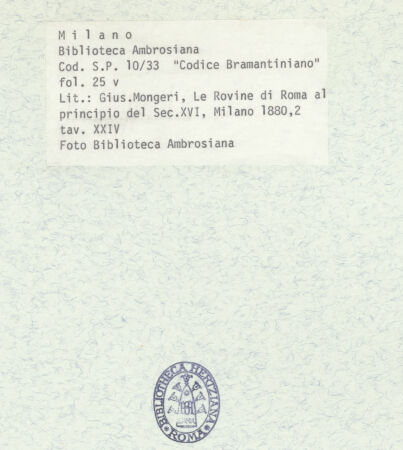 M i l a n o
Biblioteca Ambrosiana
Cod. S.P. 10/33  "Codice Bramantiniano"
fol. 25 v
Lit.: Gius.Mongeri, Le Rovine di Roma al
principio del Sec.XVI, Milano 1880,2
tav. XXIV
Foto Biblioteca Ambrosiana
BIBLIOTHECA HERTZIANA
ROMA